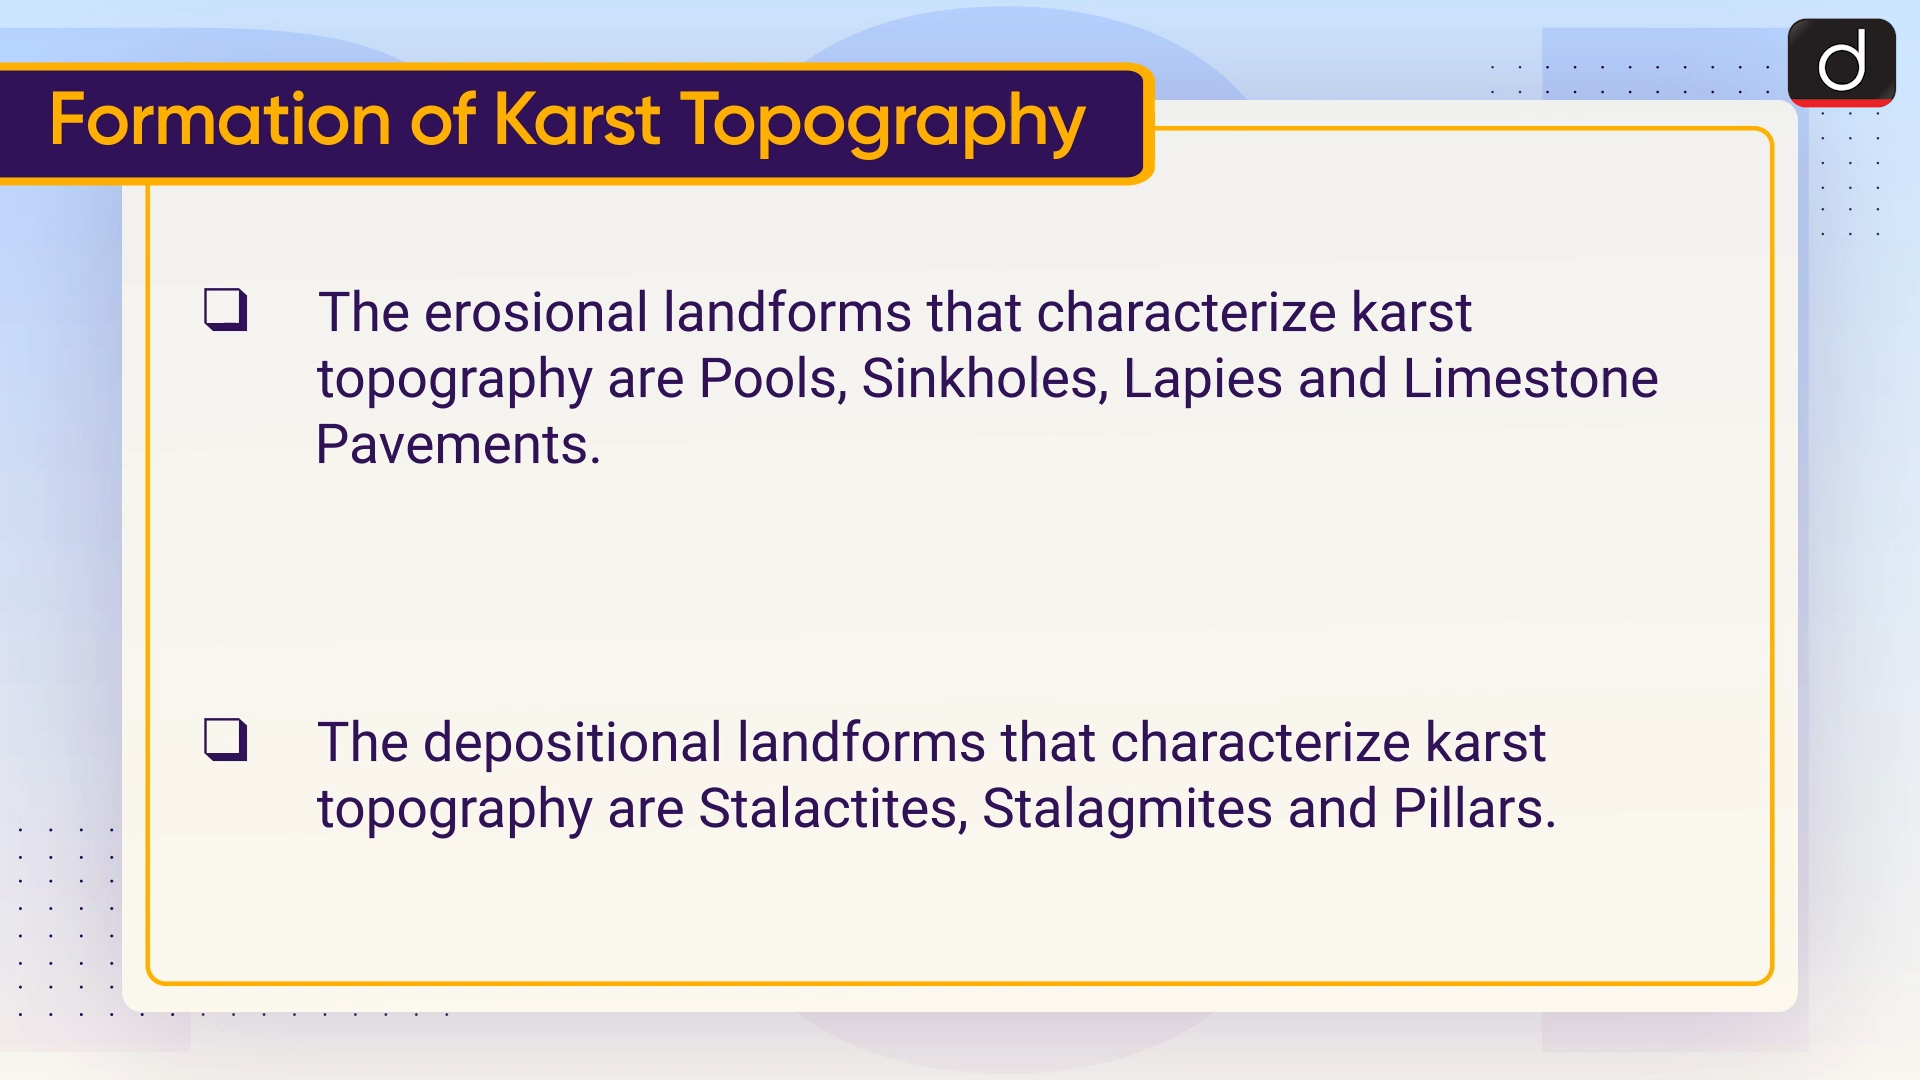 Formation of Karst Topography
d
❑ The erosional landforms that characterize karst
topography are Pools, Sinkholes, Lapies and Limestone
Pavements.
❑ The depositional landforms that characterize karst
topography are Stalactites, Stalagmites and Pillars.